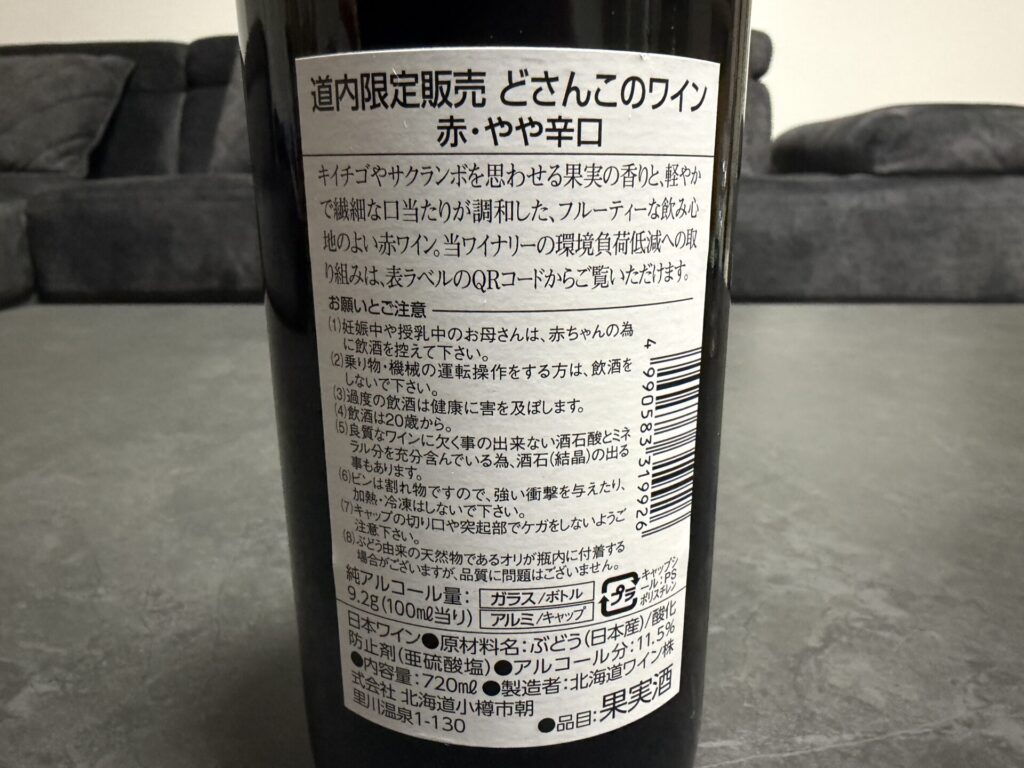 道内限定販売 どさんこのワイン
赤・やや辛口
キイチゴやサクランボを思わせる果実の香りと、軽やか
で繊細な口当たりが調和した、フルーティーな飲み心
地のよい赤ワイン。当ワイナリーの環境負荷低減への取
り組みは、表ラベルのQRコードからご覧いただけます。
お願いとご注意
(1)妊娠中や授乳中のお母さんは、赤ちゃんの為
に飲酒を控えて下さい。
(2)乗り物・機械の運転操作をする方は、飲酒を
しないで下さい。
(3)過度の飲酒は健康に害を及ぼします。
(4)飲酒は20歳から。
(5)良質なワインに欠く事の出来ない酒石酸とミネ
ラル分を充分含んでいる為、酒石(結晶)の出る
事もあります。
(6)ビンは割れ物ですので、強い衝撃を与えたり、
加熱・冷凍はしないで下さい。
(7)キャップの切り口や突起部でケガをしないようご
注意下さい。
(8)ぶどう由来の天然物であるオリが瓶内に付着する
場合がございますが、品質に問題はございません。
4 990583 319926
純アルコール量:
9.2g(100mℓ当り)
ガラス/ボトル
アルミ/キャップ
プラ
キャップシ
ール:PS
ポリスチレン
日本ワイン●原材料名:ぶどう(日本産)/酸化
防止剤(亜硫酸塩)●アルコール分:11.5%
●内容量:720mℓ●製造者:北海道ワイン株
式会社 北海道小樽市朝
里川温泉1-130
●品目:果実酒